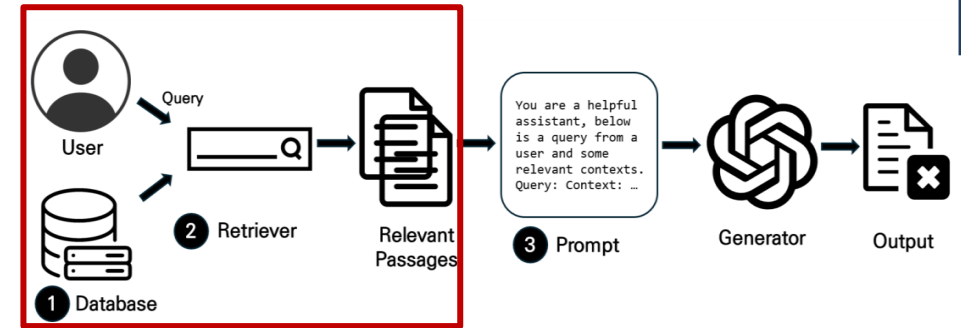 Query
User
2 Retriever
1 Database
Relevant
Passages
You are a helpful
assistant, below
is a query from a
user and some
relevant contexts.
Query: Context: …
3 Prompt
Generator
Output